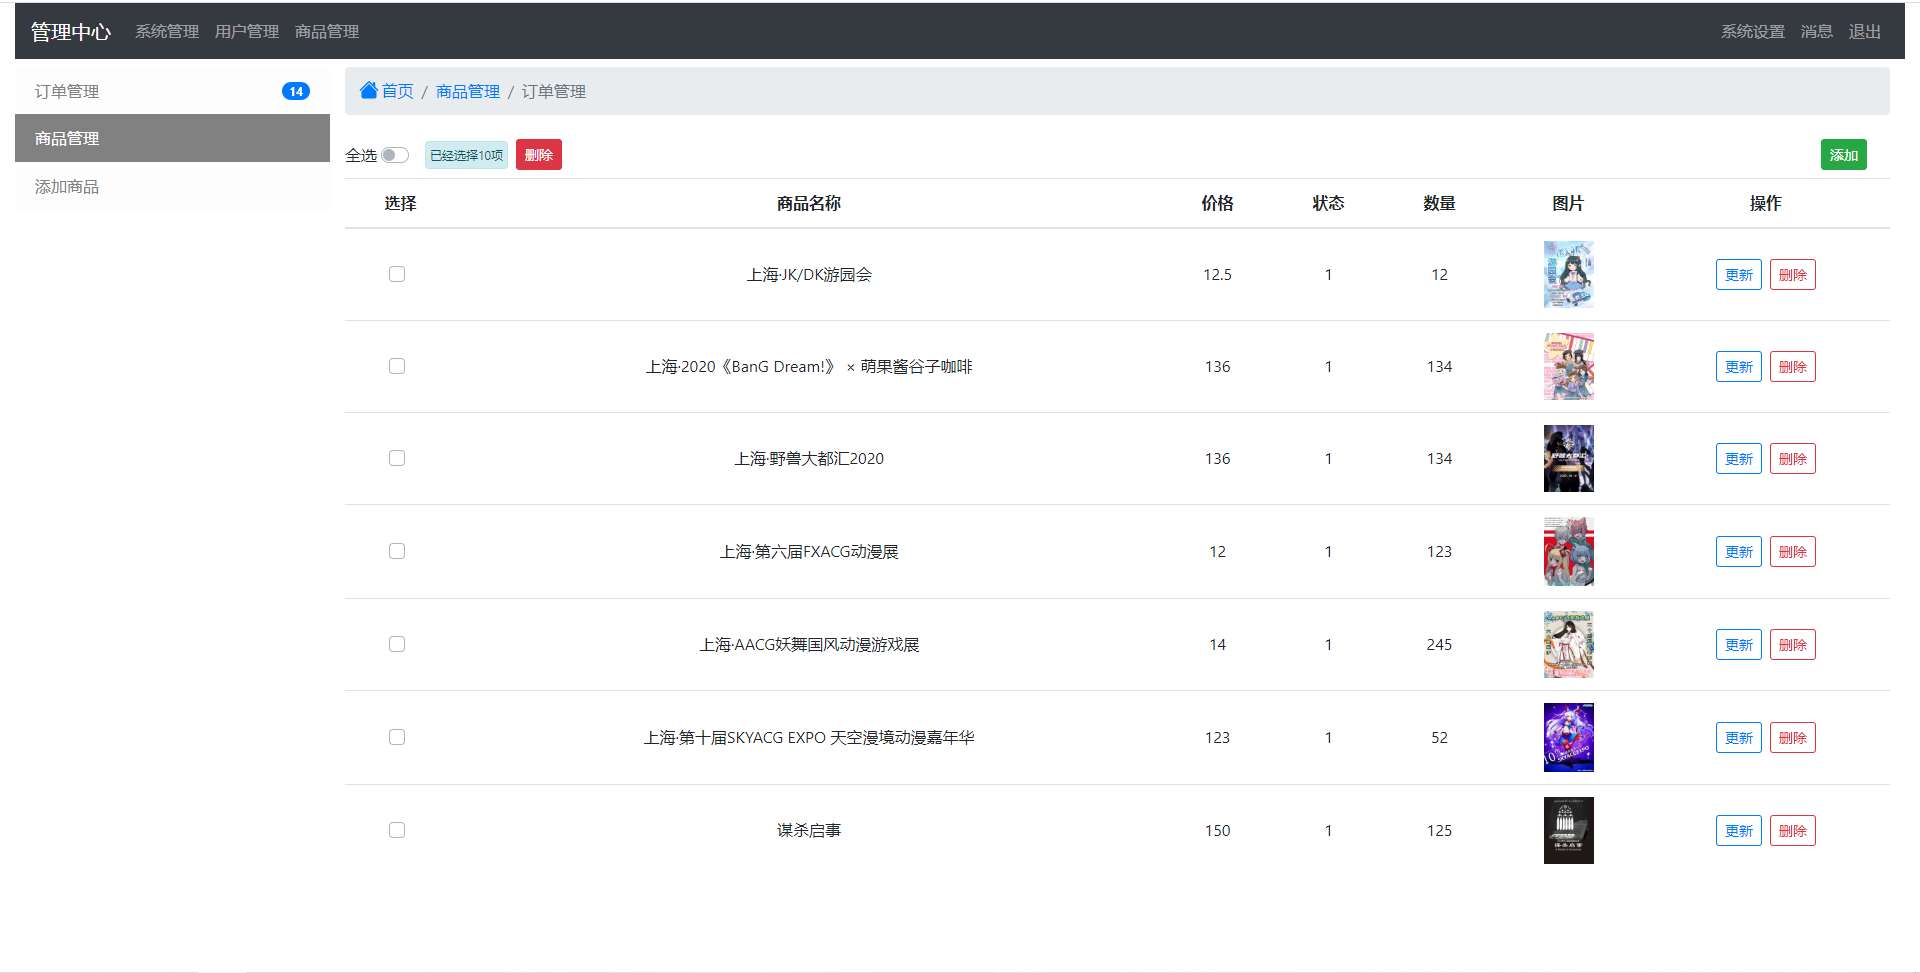 管理中心 系统管理 用户管理 商品管理 系统设置 消息 退出
订单管理 14
商品管理
添加商品
首页 / 商品管理 / 订单管理
全选 已经选择10项 删除 添加
选择 商品名称 价格 状态 数量 图片 操作
上海·JK/DK游园会 12.5 1 12 更新 删除
上海·2020《BanG Dream!》 × 萌果酱谷子咖啡 136 1 134 更新 删除
上海·野兽大都汇2020 136 1 134 更新 删除
上海·第六届FXACG动漫展 12 1 123 更新 删除
上海·AACG妖舞国风动漫游戏展 14 1 245 更新 删除
上海·第十届SKYACG EXPO 天空漫境动漫嘉年华 123 1 52 更新 删除
谋杀启事 150 1 125 更新 删除